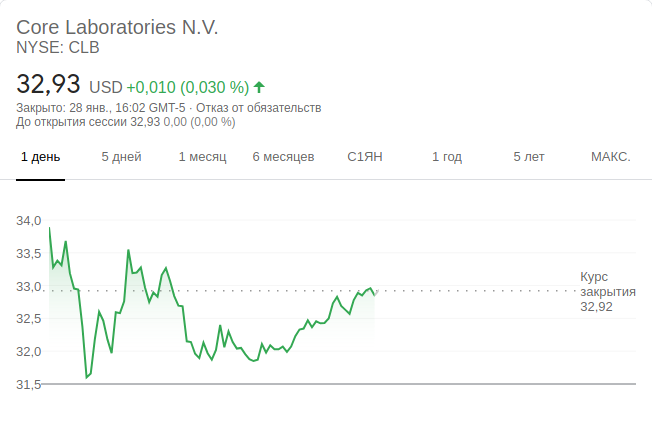 Core Laboratories N.V.
NYSE: CLB
32,93 USD +0,010 (0,030 %)
Закрыто: 28 янв., 16:02 GMT-5 · Отказ от обязательств
До открытия сессии 32,93 0,00 (0,00 %)
1 день 5 дней 1 месяц 6 месяцев С1ЯН 1 год 5 лет МАКС.
34,0
33,5
33,0
32,5
32,0
31,5
Курс
закрытия
32,92